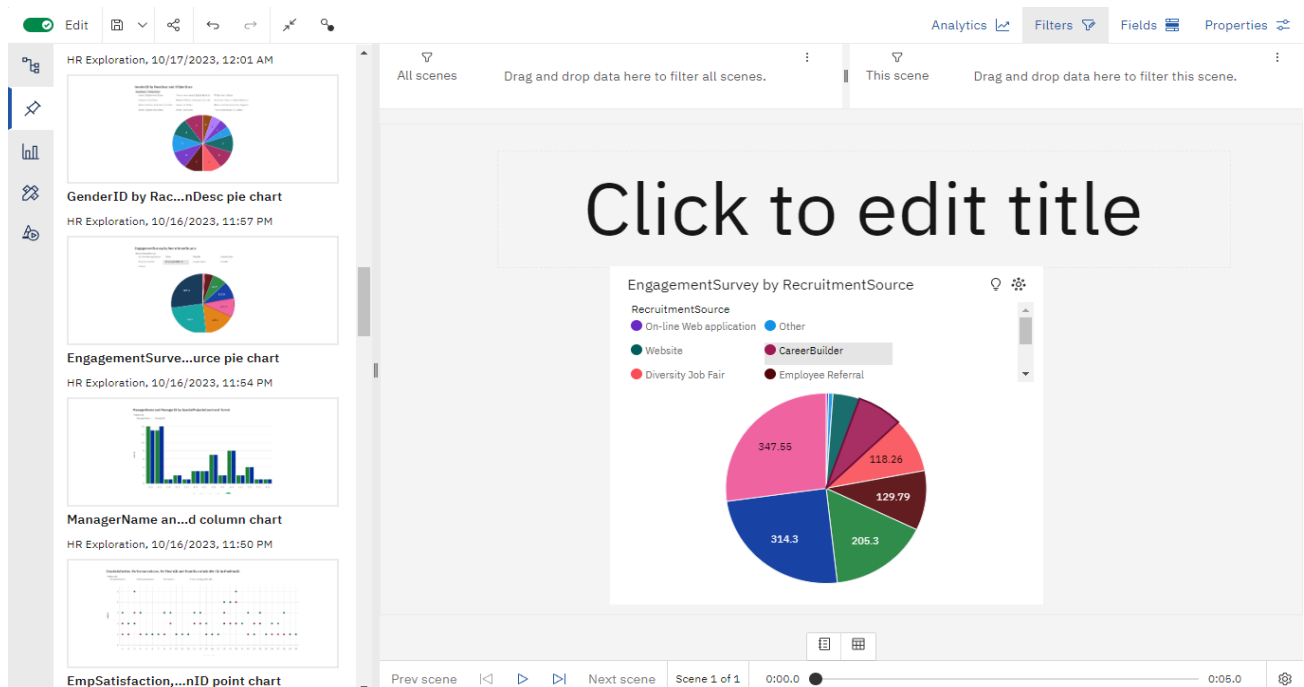 Edit
Analytics
Filters
Fields
Properties
HR Exploration, 10/17/2023, 12:01 AM
GenderID by Rac...nDesc pie chart
HR Exploration, 10/16/2023, 11:57 PM
EngagementSurve...urce pie chart
HR Exploration, 10/16/2023, 11:54 PM
ManagerName an...d column chart
HR Exploration, 10/16/2023, 11:50 PM
EmpSatisfaction,...nID point chart
All scenes
Drag and drop data here to filter all scenes.
This scene
Drag and drop data here to filter this scene.
Click to edit title
EngagementSurvey by RecruitmentSource
RecruitmentSource
On-line Web application
Other
Website
CareerBuilder
Diversity Job Fair
Employee Referral
347.55
118.26
129.79
314.3
205.3
Prev scene
Next scene
Scene 1 of 1
0:00.0
0:05.0